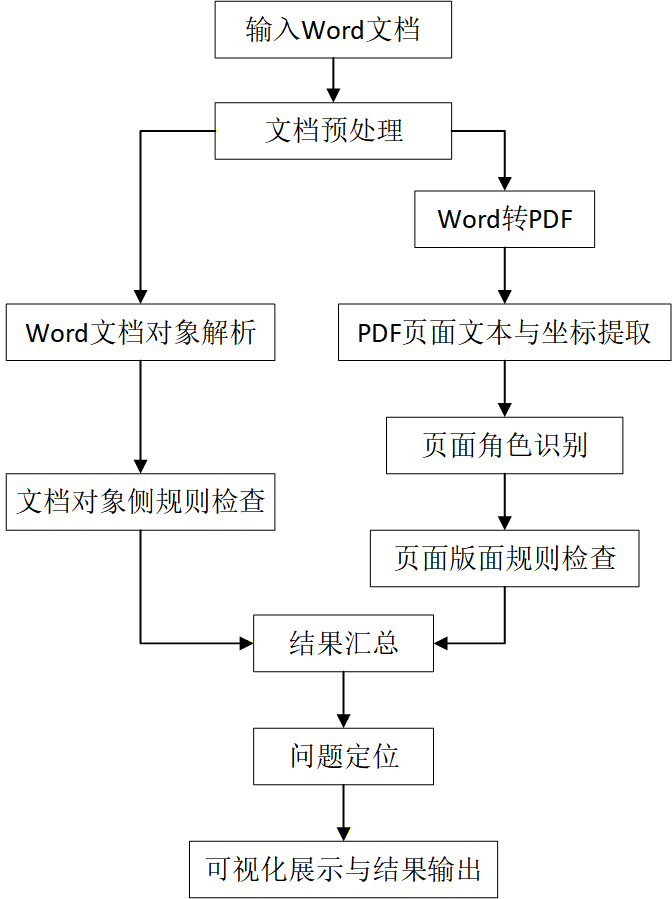 输入Word文档
文档预处理
Word转PDF
Word文档对象解析
PDF页面文本与坐标提取
页面角色识别
文档对象侧规则检查
页面版面规则检查
结果汇总
问题定位
可视化展示与结果输出